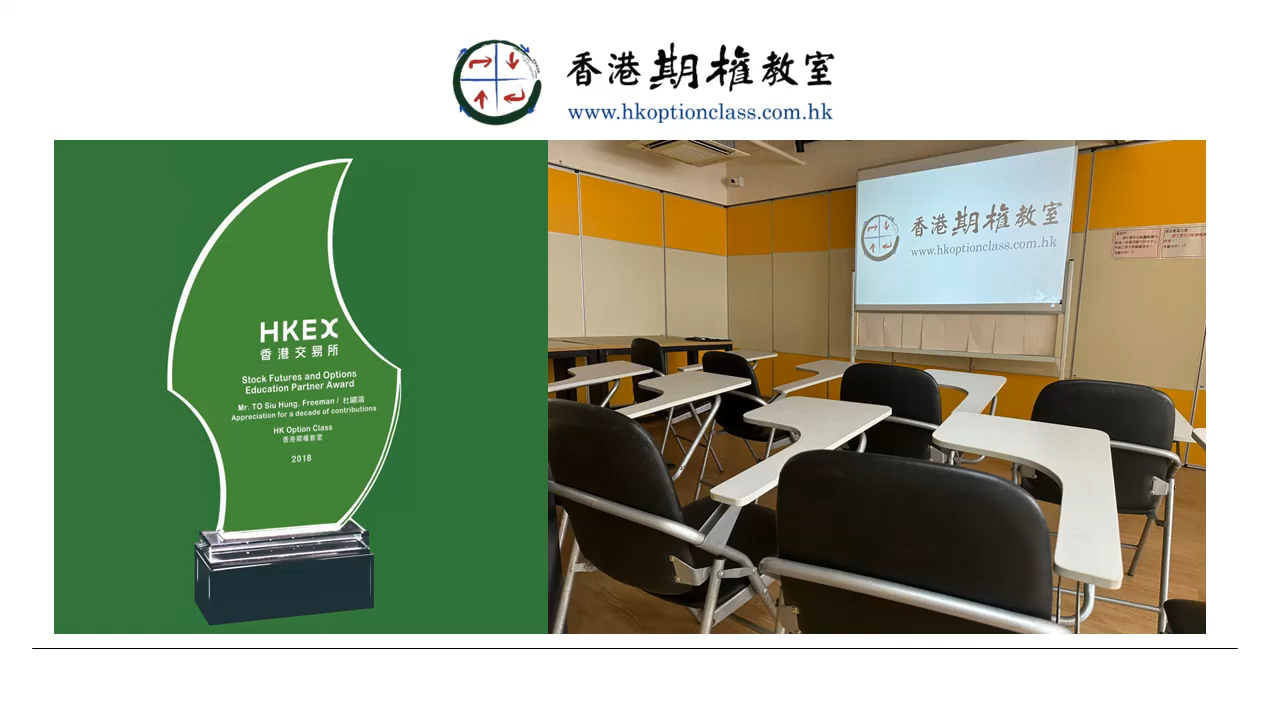 香港期權教室
www.hkoptionclass.com.hk
HKEX
香港交易所
Stock Futures and Options
Education Partner Award
Mr. TO Siu Hung. Freeman / 杜嘯鴻
Appreciation for a decade of contributions
HK Option Class
香港期權教室
2018
香港期權教室
www.hkoptionclass.com.hk